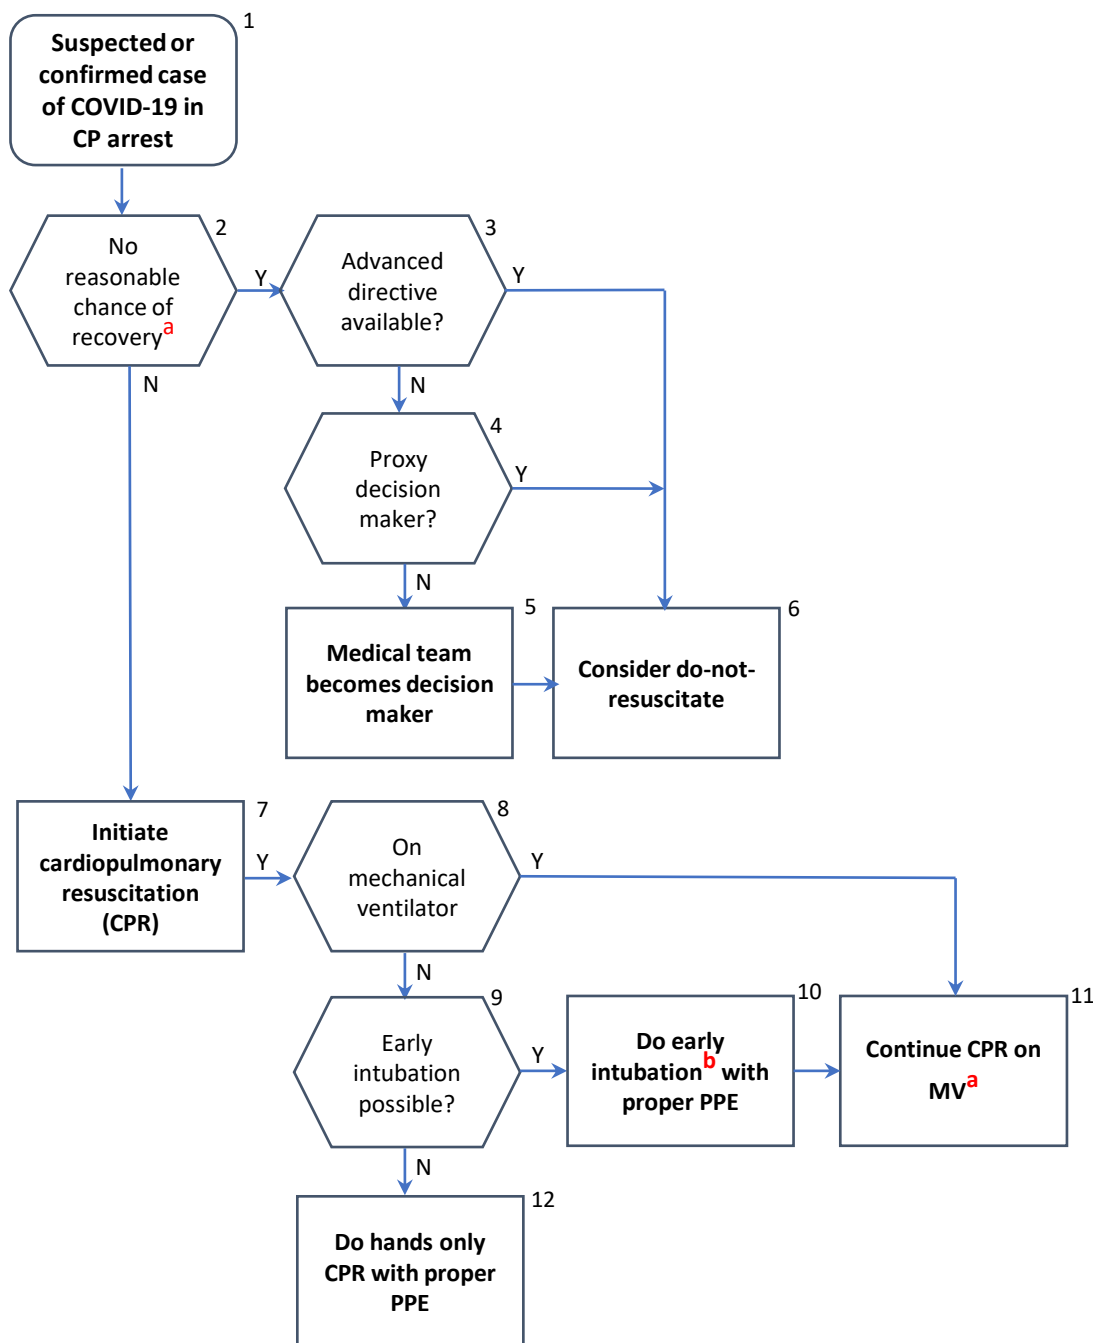 1
Suspected or
confirmed case
of COVID-19 in
CP arrest
2
No
reasonable
chance of
recoverya
Y
N
3
Advanced
directive
available?
Y
N
4
Proxy
decision
maker?
Y
N
5
Medical team
becomes decision
maker
6
Consider do-not-
resuscitate
7
Initiate
cardiopulmonary
resuscitation
(CPR)
Y
8
On
mechanical
ventilator
Y
N
9
Early
intubation
possible?
Y
N
10
Do early
intubationb with
proper PPE
11
Continue CPR on
MVa
12
Do hands only
CPR with proper
PPE